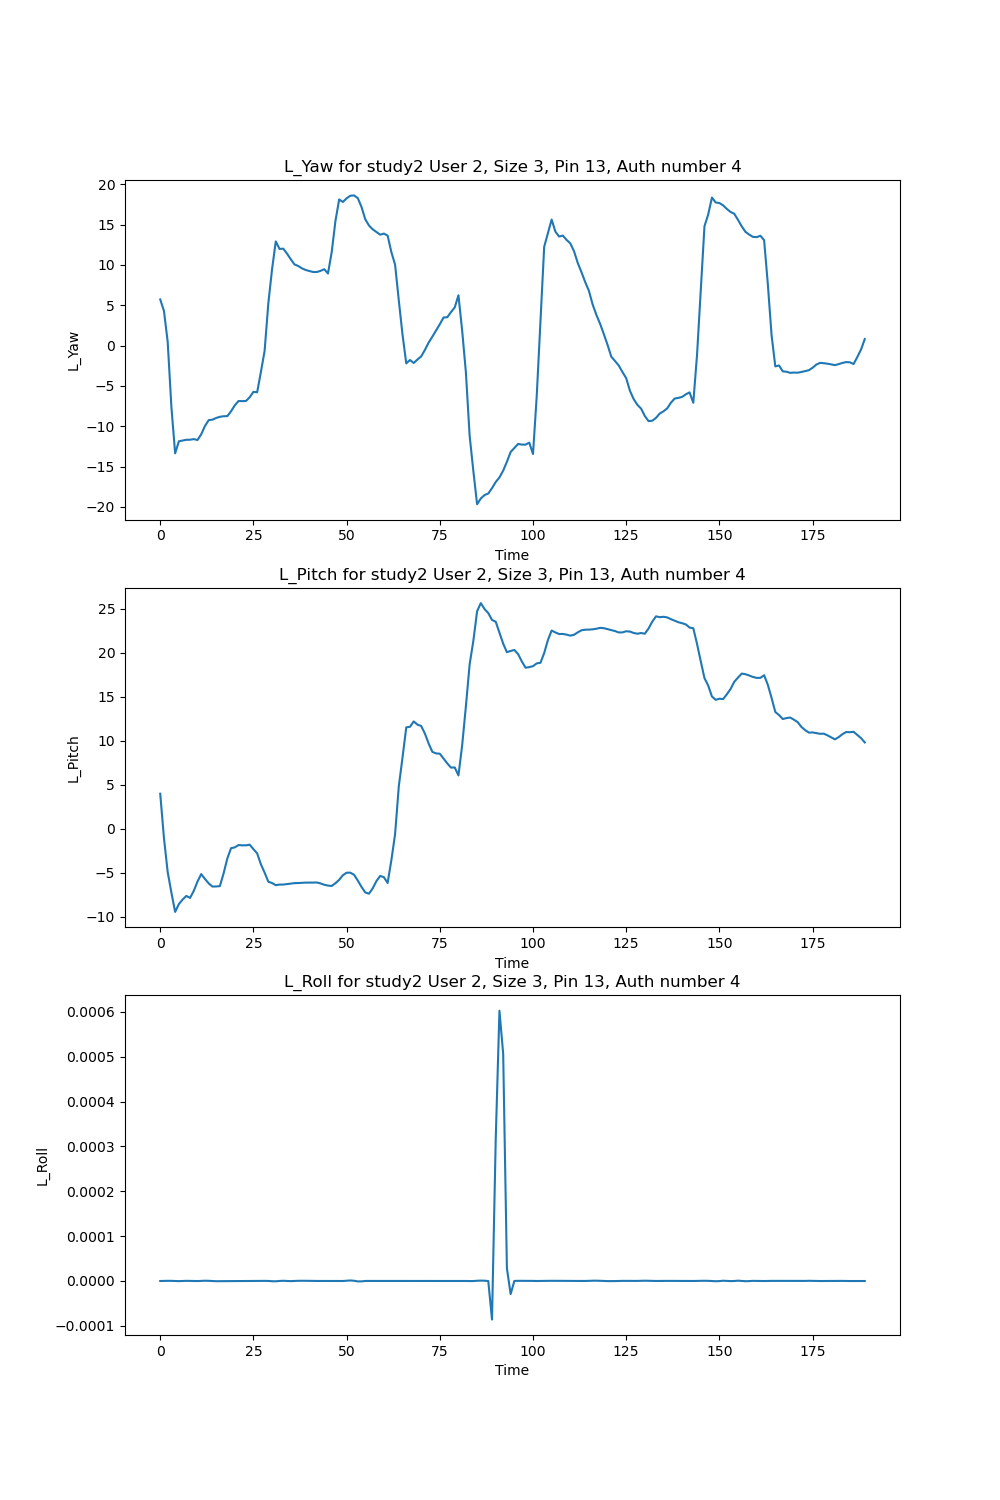 L_Yaw for study2 User 2, Size 3, Pin 13, Auth number 4
20
15
10
5
0
−5
−10
−15
−20
L_Yaw
0 25 50 75 100 125 150 175
Time
L_Pitch for study2 User 2, Size 3, Pin 13, Auth number 4
25
20
15
10
5
0
−5
−10
L_Pitch
0 25 50 75 100 125 150 175
Time
L_Roll for study2 User 2, Size 3, Pin 13, Auth number 4
0.0006
0.0005
0.0004
0.0003
0.0002
0.0001
0.0000
−0.0001
L_Roll
0 25 50 75 100 125 150 175
Time